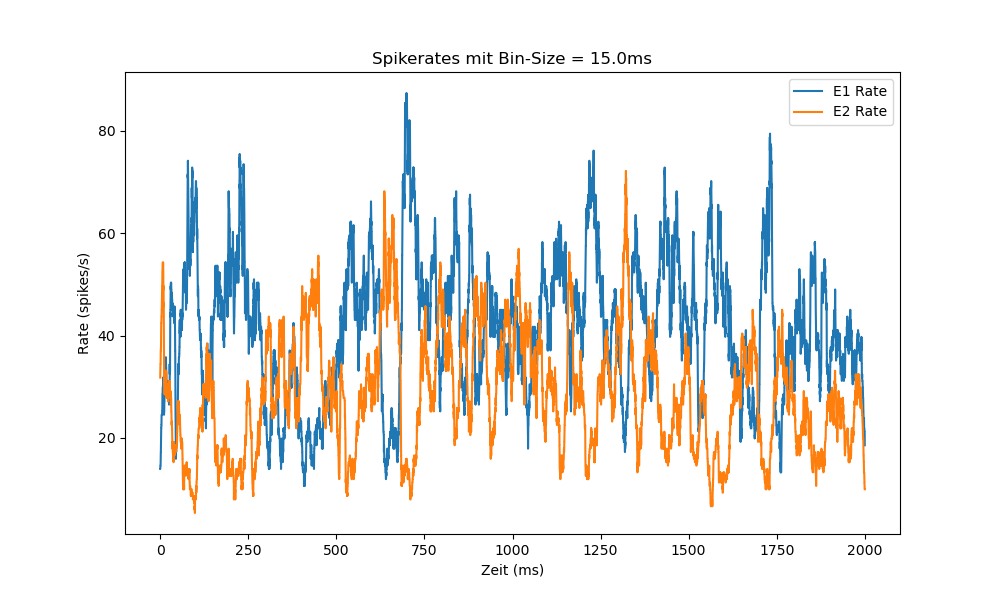 Spikerates mit Bin-Size = 15.0ms
E1 Rate
E2 Rate
80
60
40
20
Rate (spikes/s)
0
250
500
750
1000
1250
1500
1750
2000
Zeit (ms)